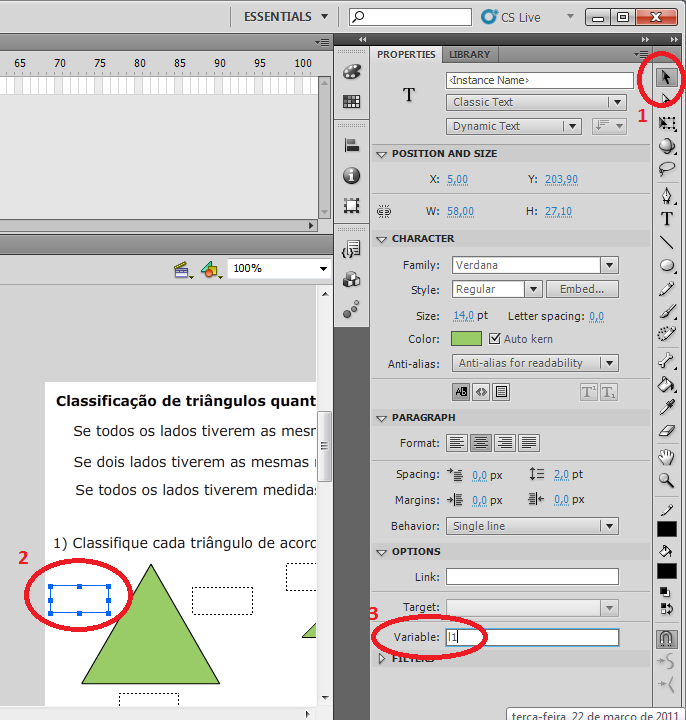 ESSENTIALS
CS Live
65 70 75 80 85 90 95 100
PROPERTIES LIBRARY
<Instance Name>
T
Classic Text
Dynamic Text
1
POSITION AND SIZE
X: 5,00 Y: 203,90
W: 58,00 H: 27,10
CHARACTER
Family: Verdana
Style: Regular Embed...
Size: 14,0 pt Letter spacing: 0,0
Color: Auto kern
Anti-alias: Anti-alias for readability
T¹ T₁
PARAGRAPH
Format:
Spacing: 0,0 px 2,0 pt
Margins: 0,0 px 0,0 px
Behavior: Single line
OPTIONS
Link:
Target:
3
Variable: l1
FILTERS
100%
Classificação de triângulos quant
Se todos os lados tiverem as mesm
Se dois lados tiverem as mesmas
Se todos os lados tiverem medidas
1) Classifique cada triângulo de acord
2
terça-feira, 22 de março de 2011